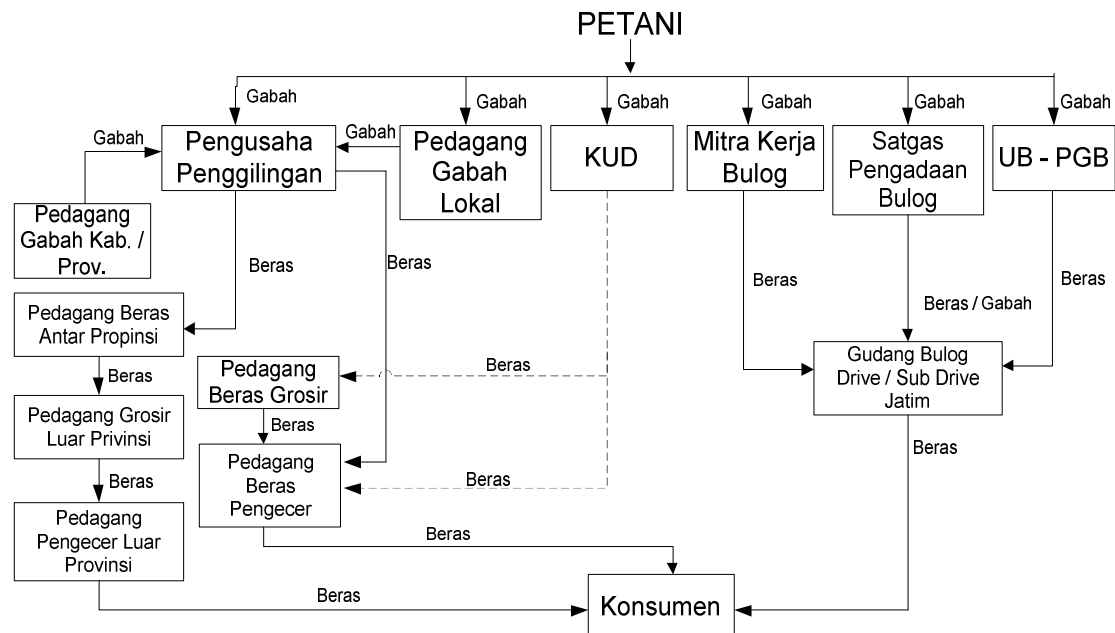 PETANI
Gabah
Gabah
Gabah
Gabah
Gabah
Gabah
Gabah
Pengusaha
Penggilingan
Gabah
Pedagang
Gabah
Lokal
KUD
Mitra Kerja
Bulog
Satgas
Pengadaan
Bulog
UB - PGB
Pedagang
Gabah Kab. /
Prov.
Beras
Beras
Beras
Beras / Gabah
Beras
Pedagang Beras
Antar Propinsi
Beras
Pedagang
Beras Grosir
Beras
Gudang Bulog
Drive / Sub Drive
Jatim
Pedagang Grosir
Luar Privinsi
Beras
Beras
Pedagang
Beras
Pengecer
Beras
Beras
Beras
Pedagang
Pengecer Luar
Provinsi
Beras
Beras
Konsumen